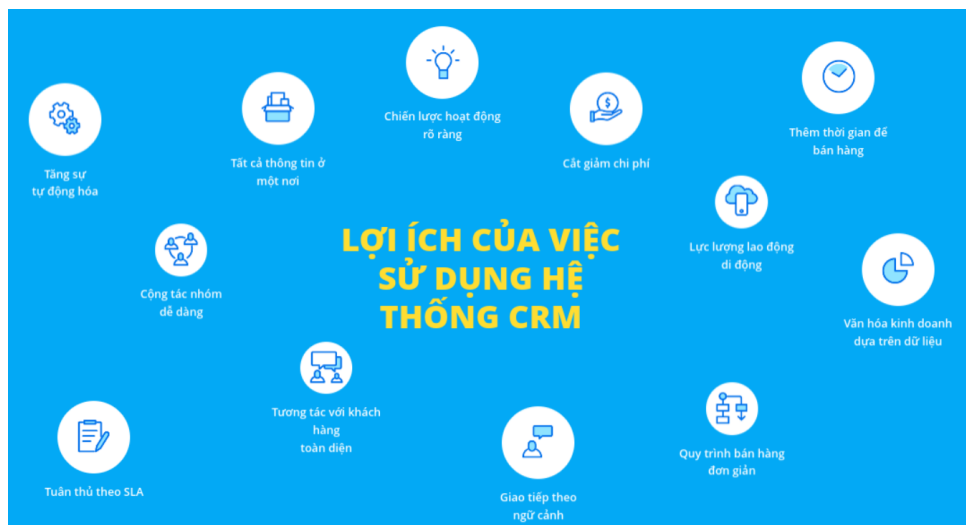 Chiến lược hoạt động
rõ ràng
Thêm thời gian để
bán hàng
Tất cả thông tin ở
một nơi
Cắt giảm chi phí
Tăng sự
tự động hóa
LỢI ÍCH CỦA VIỆC
SỬ DỤNG HỆ
THỐNG CRM
Lực lượng lao động
di động
Cộng tác nhóm
dễ dàng
Văn hóa kinh doanh
dựa trên dữ liệu
Tương tác với khách
hàng
toàn diện
Quy trình bán hàng
đơn giản
Tuân thủ theo SLA
Giao tiếp theo
ngữ cảnh